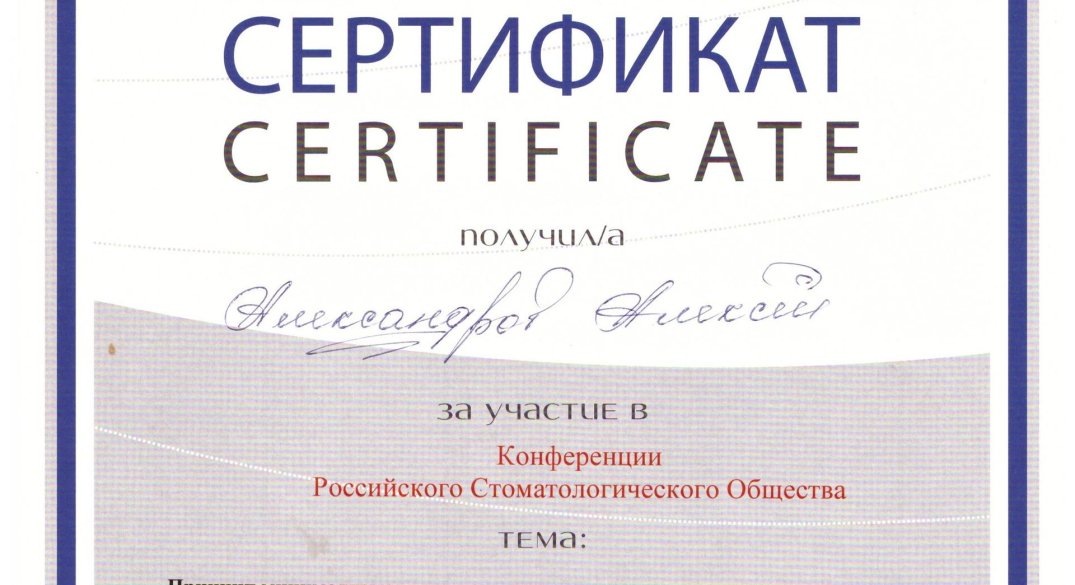 СЕРТИФИКАТ
CERTIFICATE
получил/а
Александров Алексей
за участие в
Конференции
Российского Стоматологического Общества
тема: